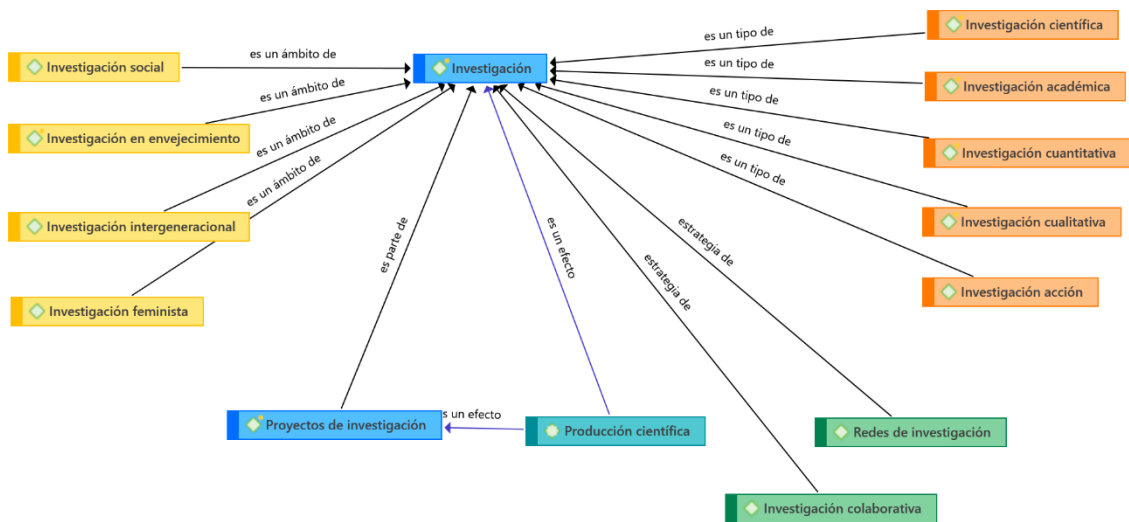 Investigación científica
es un tipo de
es un ámbito de
Investigación social
Investigación
es un tipo de
Investigación académica
es un ámbito de
es un tipo de
Investigación en envejecimiento
es un ámbito de
es un tipo de
Investigación cuantitativa
es un ámbito de
es un tipo de
Investigación intergeneracional
Investigación cualitativa
es parte de
es un efecto
estrategia de
estrategia de
Investigación feminista
Investigación acción
Proyectos de investigación
s un efecto
Producción científica
Redes de investigación
Investigación colaborativa